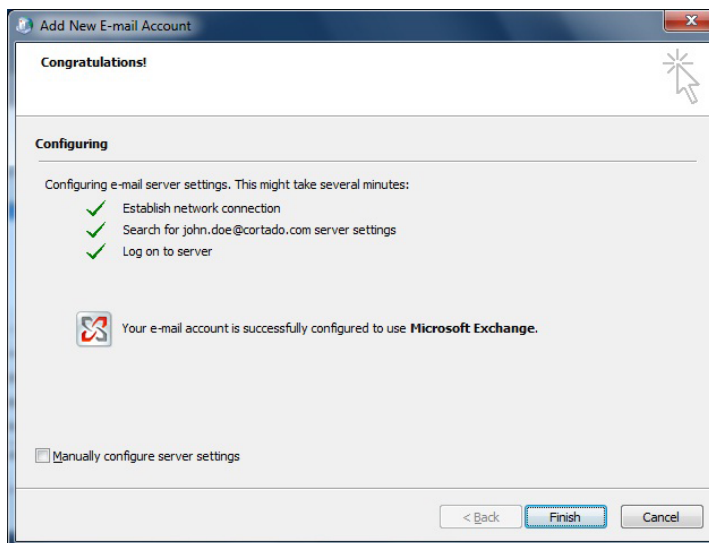 Add New E-mail Account
Congratulations!
Configuring
Configuring e-mail server settings. This might take several minutes:
Establish network connection
Search for john.doe@cortado.com server settings
Log on to server
Your e-mail account is successfully configured to use Microsoft Exchange.
Manually configure server settings
< Back Finish Cancel